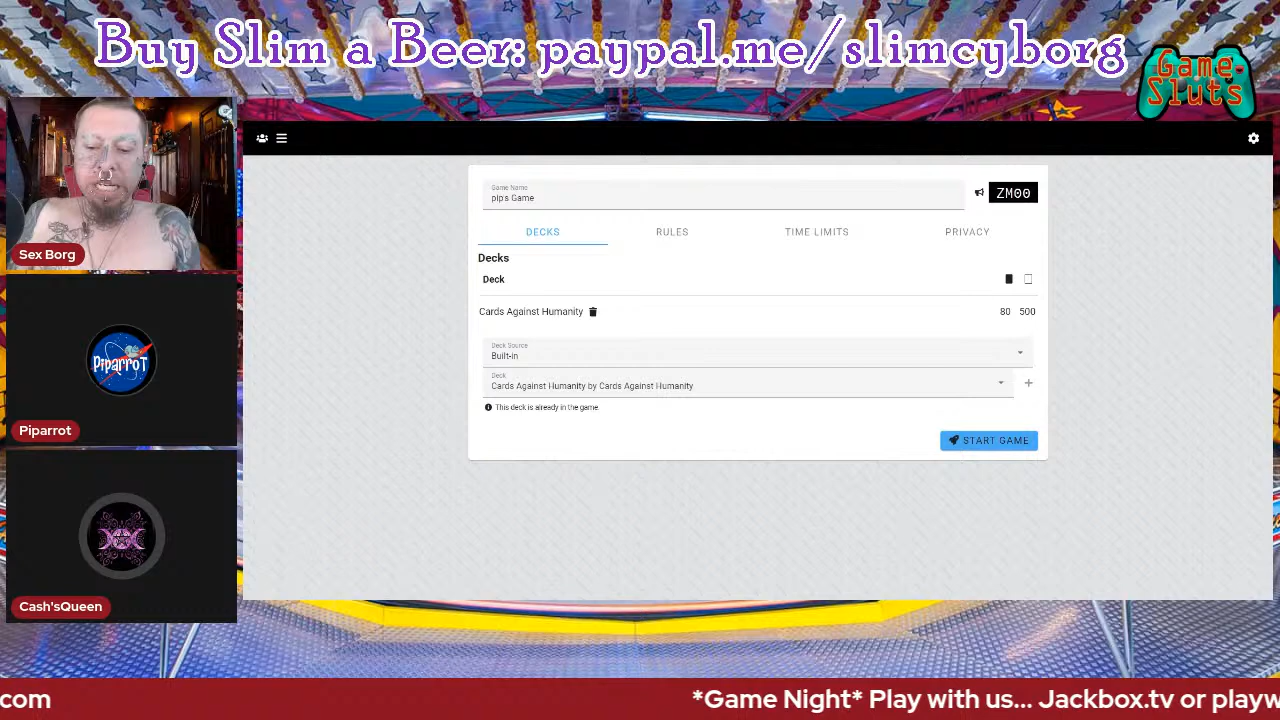 Buy Slim a Beer: paypal.me/slimcyborg
Game-
Sluts
Sex Borg
Piparrot
Piparrot
Cash'sQueen
Game Name
pip's Game
ZM00
DECKS
RULES
TIME LIMITS
PRIVACY
Decks
Deck
Cards Against Humanity
80
500
Deck Source
Built-in
Deck
Cards Against Humanity by Cards Against Humanity
This deck is already in the game.
START GAME
com
*Game Night* Play with us... Jackbox.tv or playw